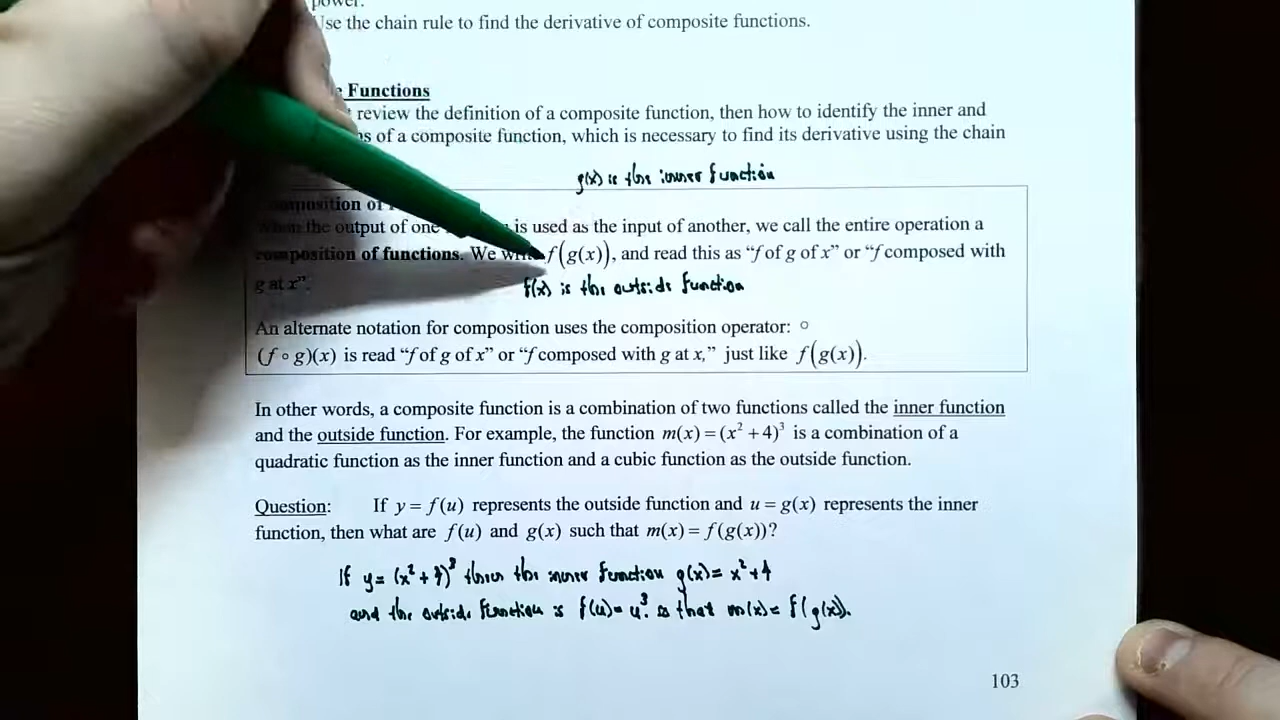 power.
Use the chain rule to find the derivative of composite functions.
Functions
review the definition of a composite function, then how to identify the inner and
of a composite function, which is necessary to find its derivative using the chain
g(x) is the inner function
the output of one is used as the input of another, we call the entire operation a
composition of functions. We write f(g(x)), and read this as “f of g of x” or “f composed with
g at x”.
f(x) is the outside function
An alternate notation for composition uses the composition operator: ∘
(f ∘ g)(x) is read “f of g of x” or “f composed with g at x,” just like f(g(x)).
In other words, a composite function is a combination of two functions called the inner function
and the outside function. For example, the function m(x) = (x² + 4)³ is a combination of a
quadratic function as the inner function and a cubic function as the outside function.
Question: If y = f(u) represents the outside function and u = g(x) represents the inner
function, then what are f(u) and g(x) such that m(x) = f(g(x))?
If y = (x² + 4)³ then the inner function g(x) = x² + 4
and the outside function is f(u) = u³. so that m(x) = f(g(x)).
103